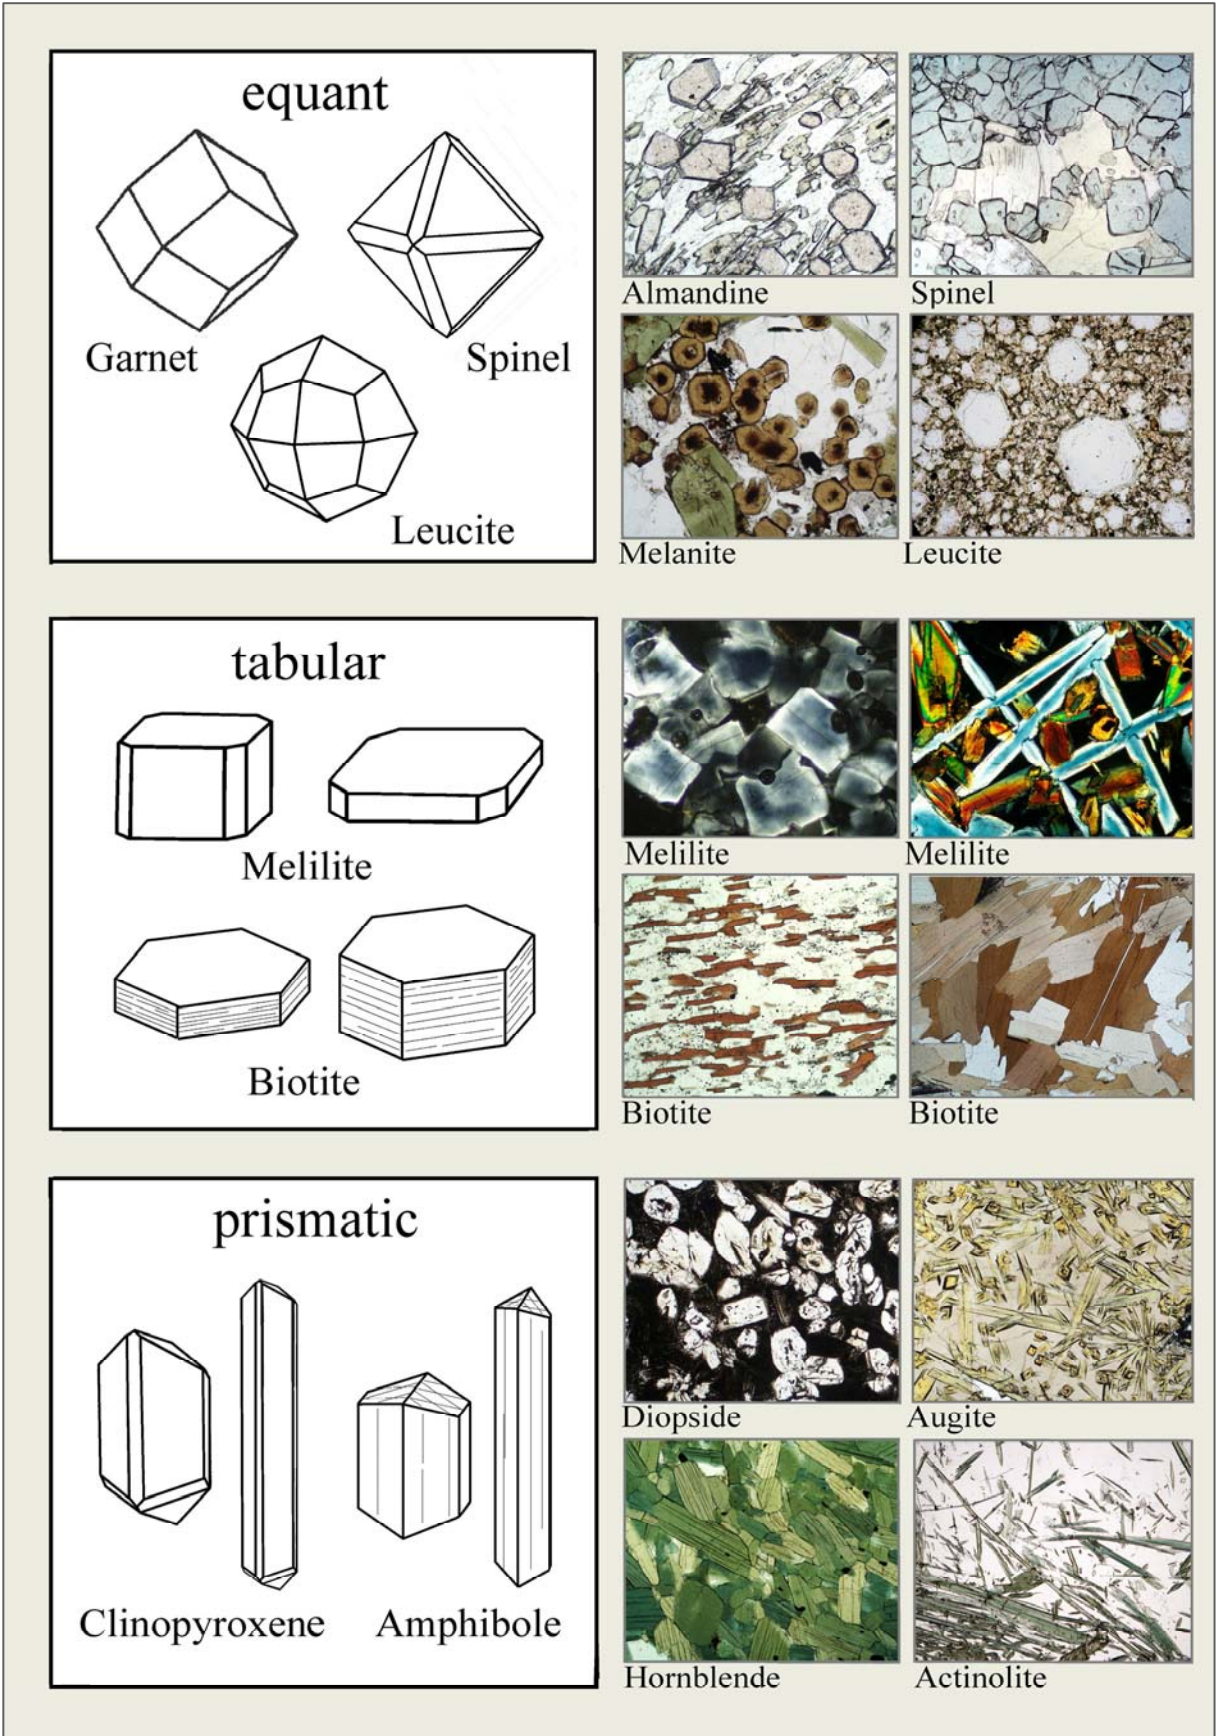 equant
Garnet
Spinel
Leucite
Almandine
Spinel
Melanite
Leucite
tabular
Melilite
Biotite
Melilite
Melilite
Biotite
Biotite
prismatic
Clinopyroxene
Amphibole
Diopside
Augite
Hornblende
Actinolite